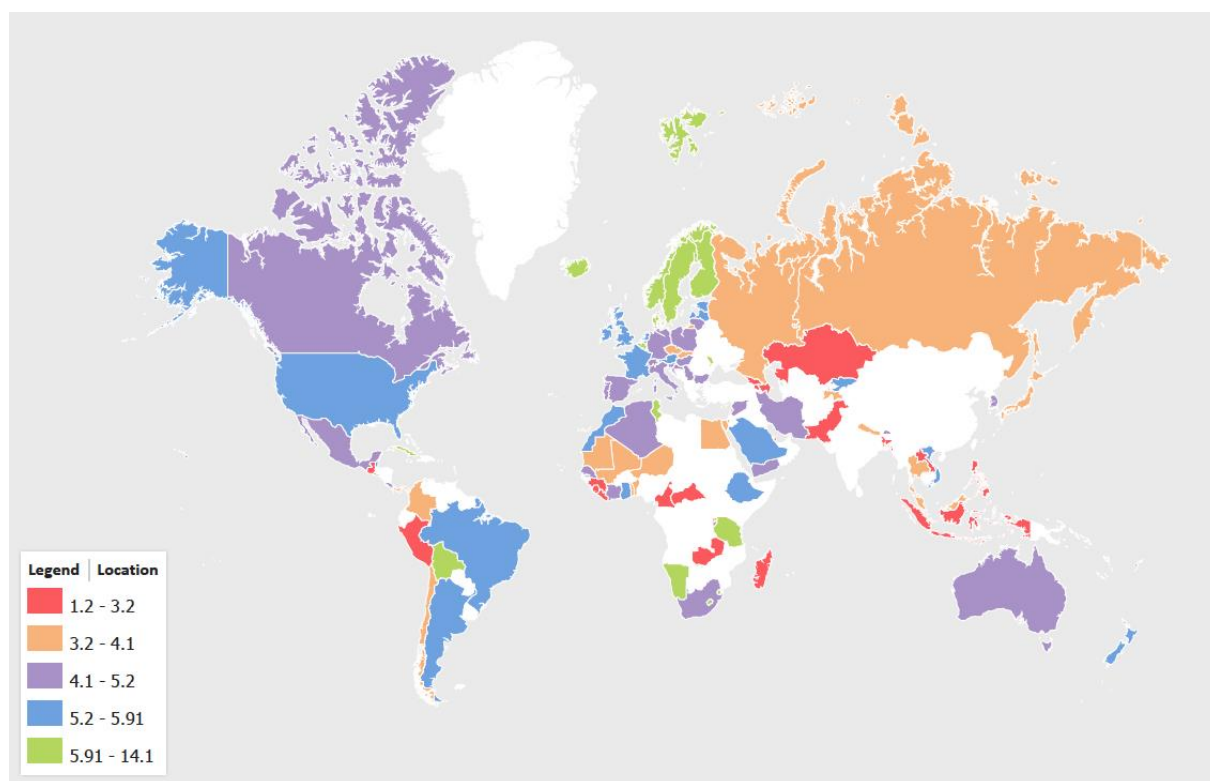 Legend | Location
1.2 - 3.2
3.2 - 4.1
4.1 - 5.2
5.2 - 5.91
5.91 - 14.1